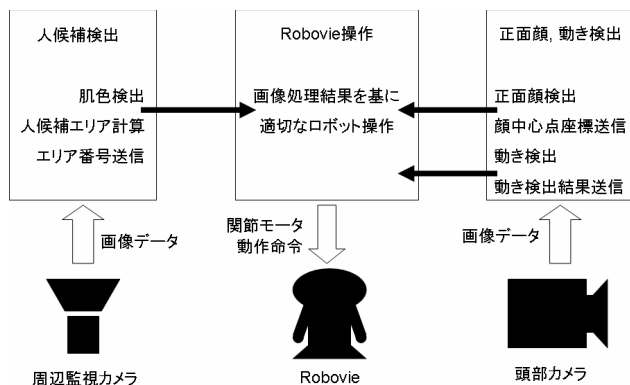 人候補検出
肌色検出
人候補エリア計算
エリア番号送信
Robovie操作
画像処理結果を基に
適切なロボット操作
正面顔, 動き検出
正面顔検出
顔中心点座標送信
動き検出
動き検出結果送信
画像データ
関節モータ
動作命令
画像データ
周辺監視カメラ
Robovie
頭部カメラ